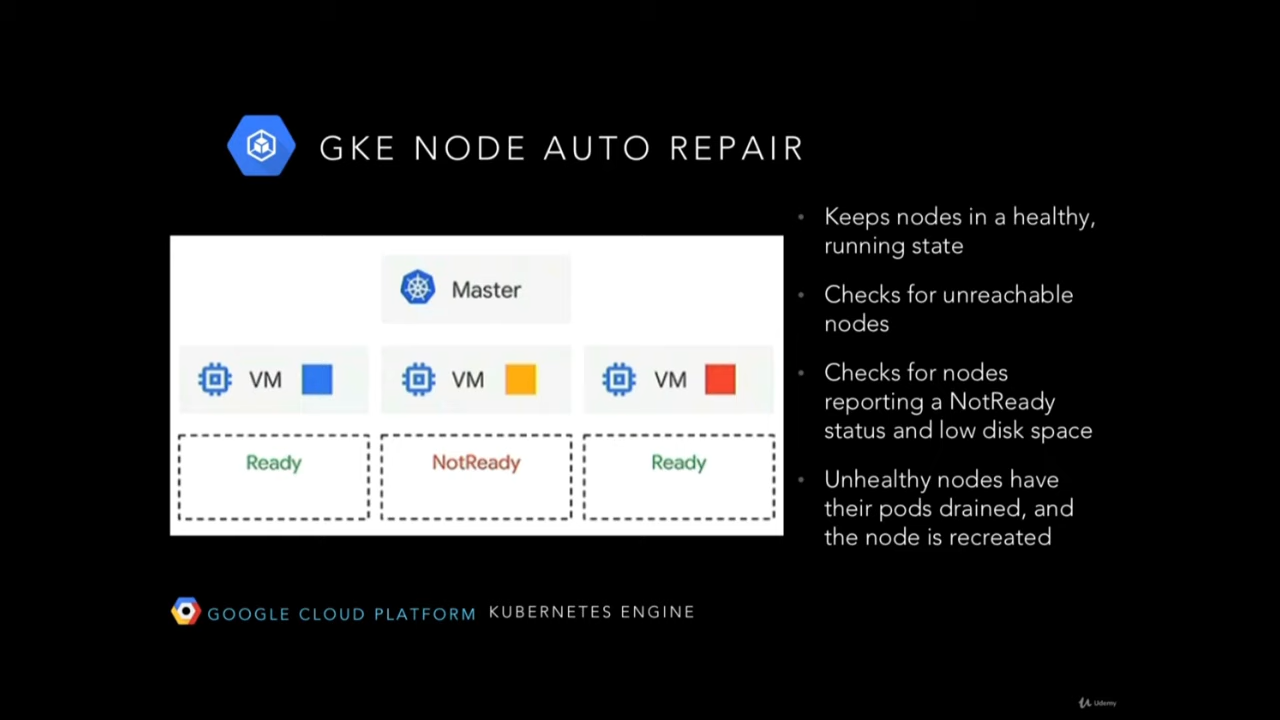 GKE NODE AUTO REPAIR
Master
VM
VM
VM
Ready
NotReady
Ready
• Keeps nodes in a healthy,
running state
• Checks for unreachable
nodes
• Checks for nodes
reporting a NotReady
status and low disk space
• Unhealthy nodes have
their pods drained, and
the node is recreated
GOOGLE CLOUD PLATFORM KUBERNETES ENGINE
Udemy